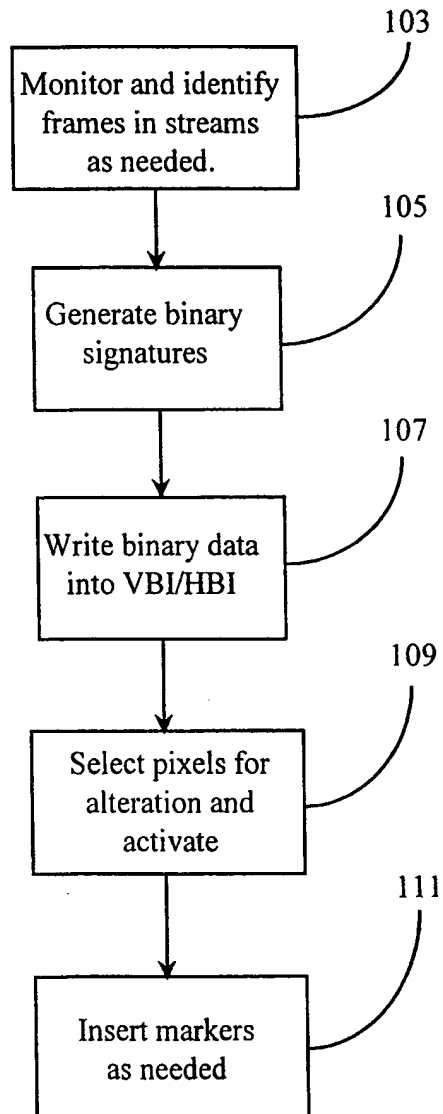 103
Monitor and identify
frames in streams
as needed.
105
Generate binary
signatures
107
Write binary data
into VBI/HBI
109
Select pixels for
alteration and
activate
111
Insert markers
as needed